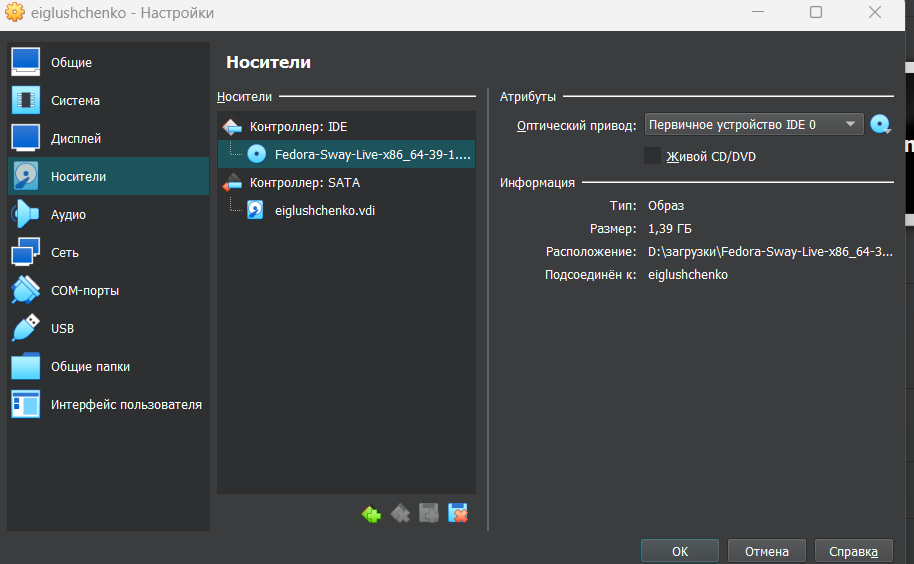 eiglushchenko - Настройки
Общие
Система
Дисплей
Носители
Аудио
Сеть
COM-порты
USB
Общие папки
Интерфейс пользователя
Носители
Носители
Контроллер: IDE
Fedora-Sway-Live-x86_64-39-1....
Контроллер: SATA
eiglushchenko.vdi
Атрибуты
Оптический привод: Первичное устройство IDE 0
Живой CD/DVD
Информация
Тип: Образ
Размер: 1,39 ГБ
Расположение: D:\загрузки\Fedora-Sway-Live-x86_64-3...
Подсоединён к: eiglushchenko
OK Отмена Справка